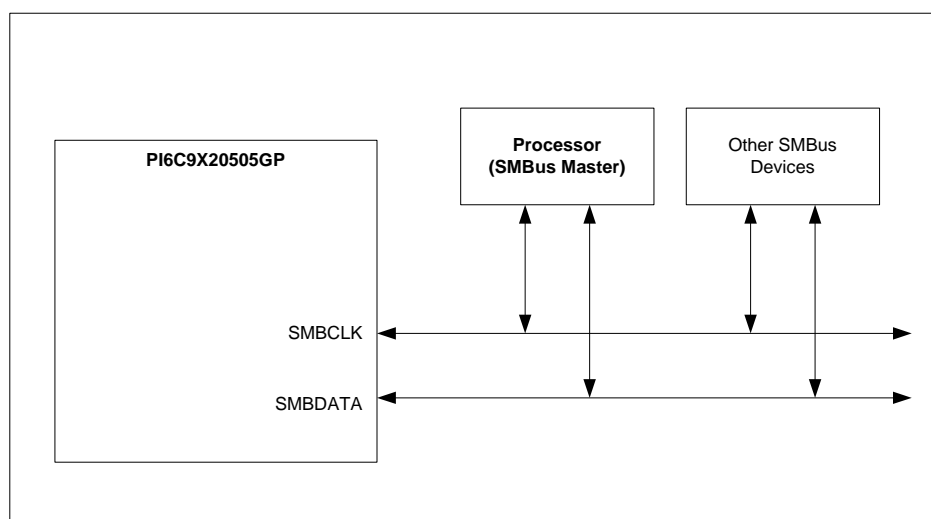 PI6C9X20505GP
Processor
(SMBus Master)
Other SMBus
Devices
SMBCLK
SMBDATA